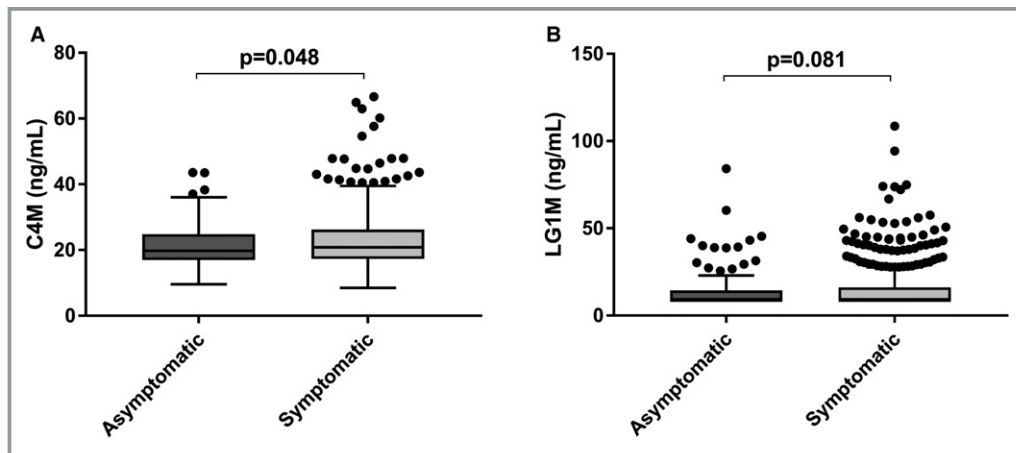 A
p=0.048
C4M (ng/mL)
80
60
40
20
0
Asymptomatic
Symptomatic
B
p=0.081
LG1M (ng/mL)
150
100
50
0
Asymptomatic
Symptomatic